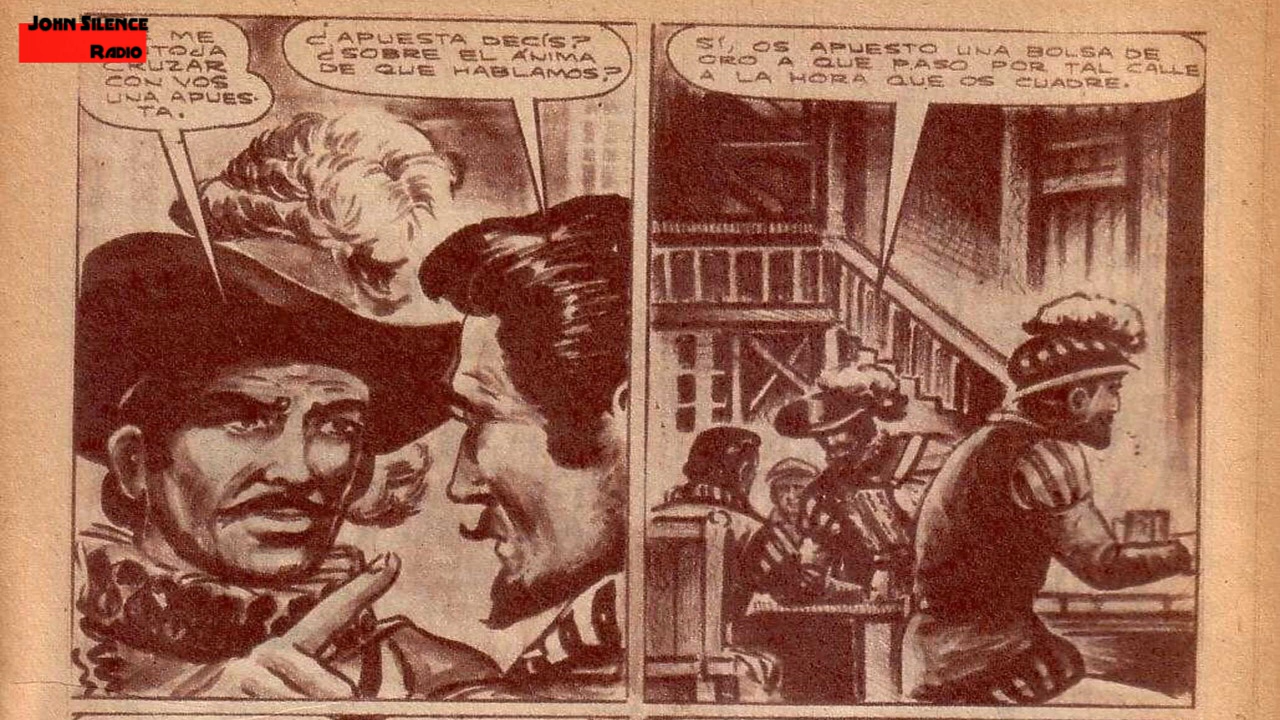 JOHN SILENCE
RADIO
ME
CRUZAR
CON VOS
UNA APUES-
TA.
¿APUESTA DECÍS?
¿SOBRE EL ÁNIMA
DE QUE HABLAMOS?
SÍ, OS APUESTO UNA BOLSA DE
ORO A QUE PASO POR TAL CALLE
A LA HORA QUE OS CUADRE.